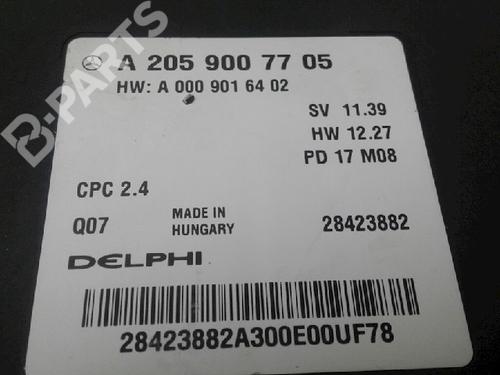 A 205 900 77 05
HW: A 000 901 64 02
SV 11.39
HW 12.27
PD 17 M08
CPC 2.4
Q07
MADE IN
HUNGARY
28423882
DELPHI
28423882A300E00UF78
B-PARTS
B-PARTS